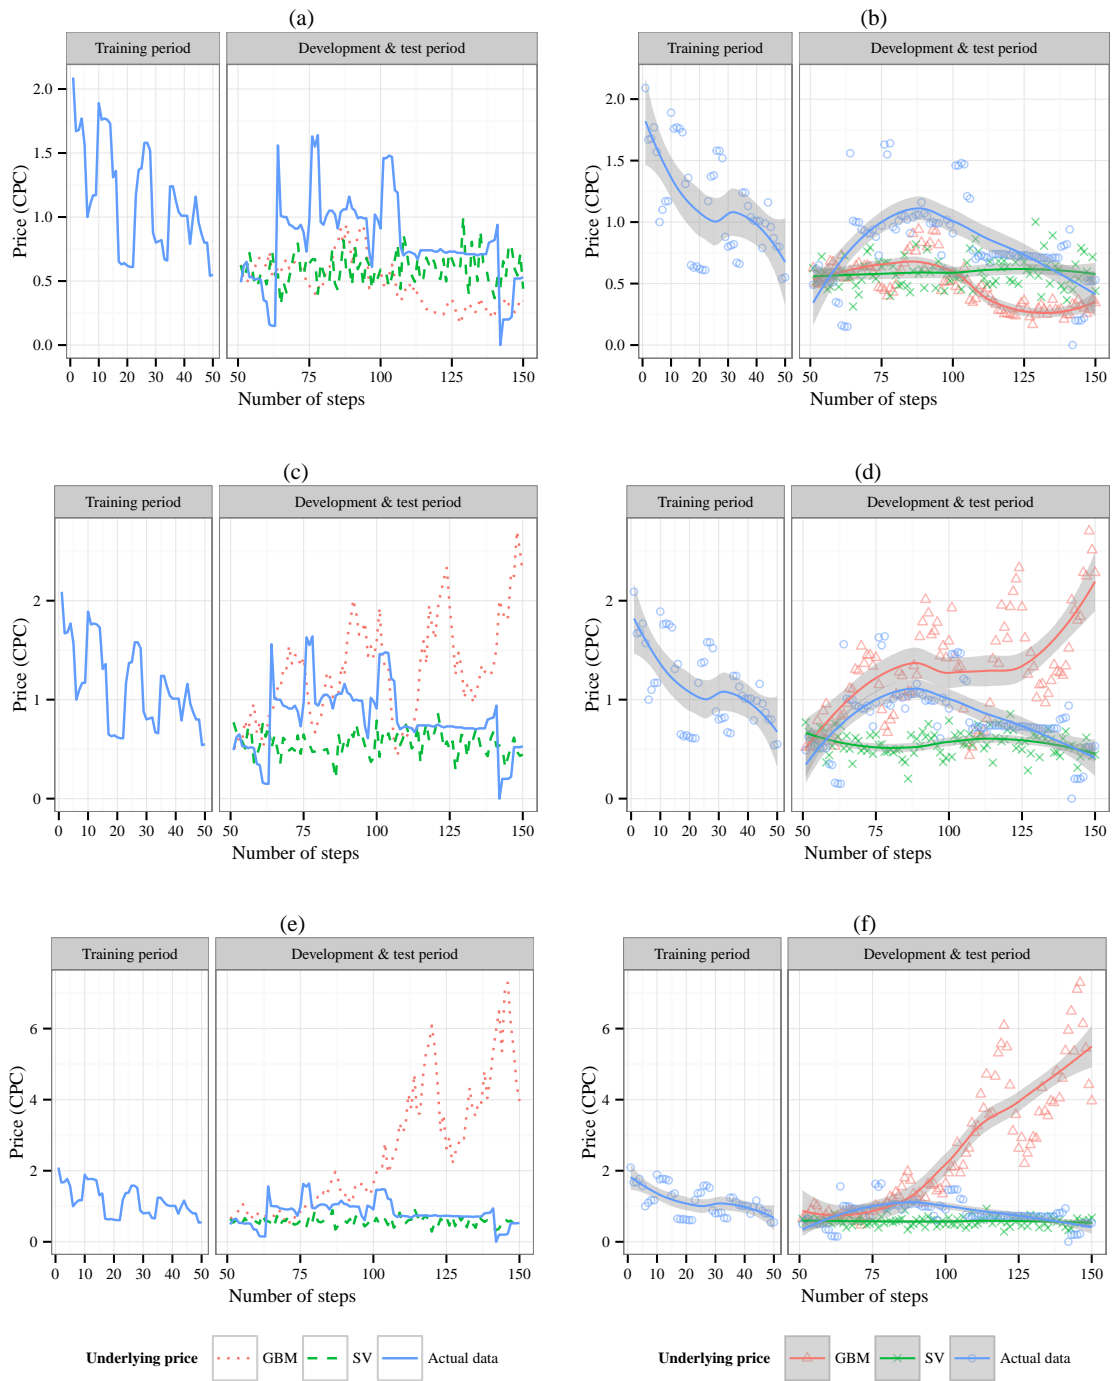 (a)
Training period
Development & test period
Price (CPC)
2.0
1.5
1.0
0.5
0.0
0 10 20 30 40 50
50 75 100 125 150
Number of steps
(b)
Training period
Development & test period
Price (CPC)
2.0
1.5
1.0
0.5
0.0
0 10 20 30 40 50
50 75 100 125 150
Number of steps
(c)
Training period
Development & test period
Price (CPC)
2
1
0
0 10 20 30 40 50
50 75 100 125 150
Number of steps
(d)
Training period
Development & test period
Price (CPC)
2
1
0
0 10 20 30 40 50
50 75 100 125 150
Number of steps
(e)
Training period
Development & test period
Price (CPC)
6
4
2
0
0 10 20 30 40 50
50 75 100 125 150
Number of steps
(f)
Training period
Development & test period
Price (CPC)
6
4
2
0
0 10 20 30 40 50
50 75 100 125 150
Number of steps
Underlying price GBM SV Actual data
Underlying price GBM SV Actual data